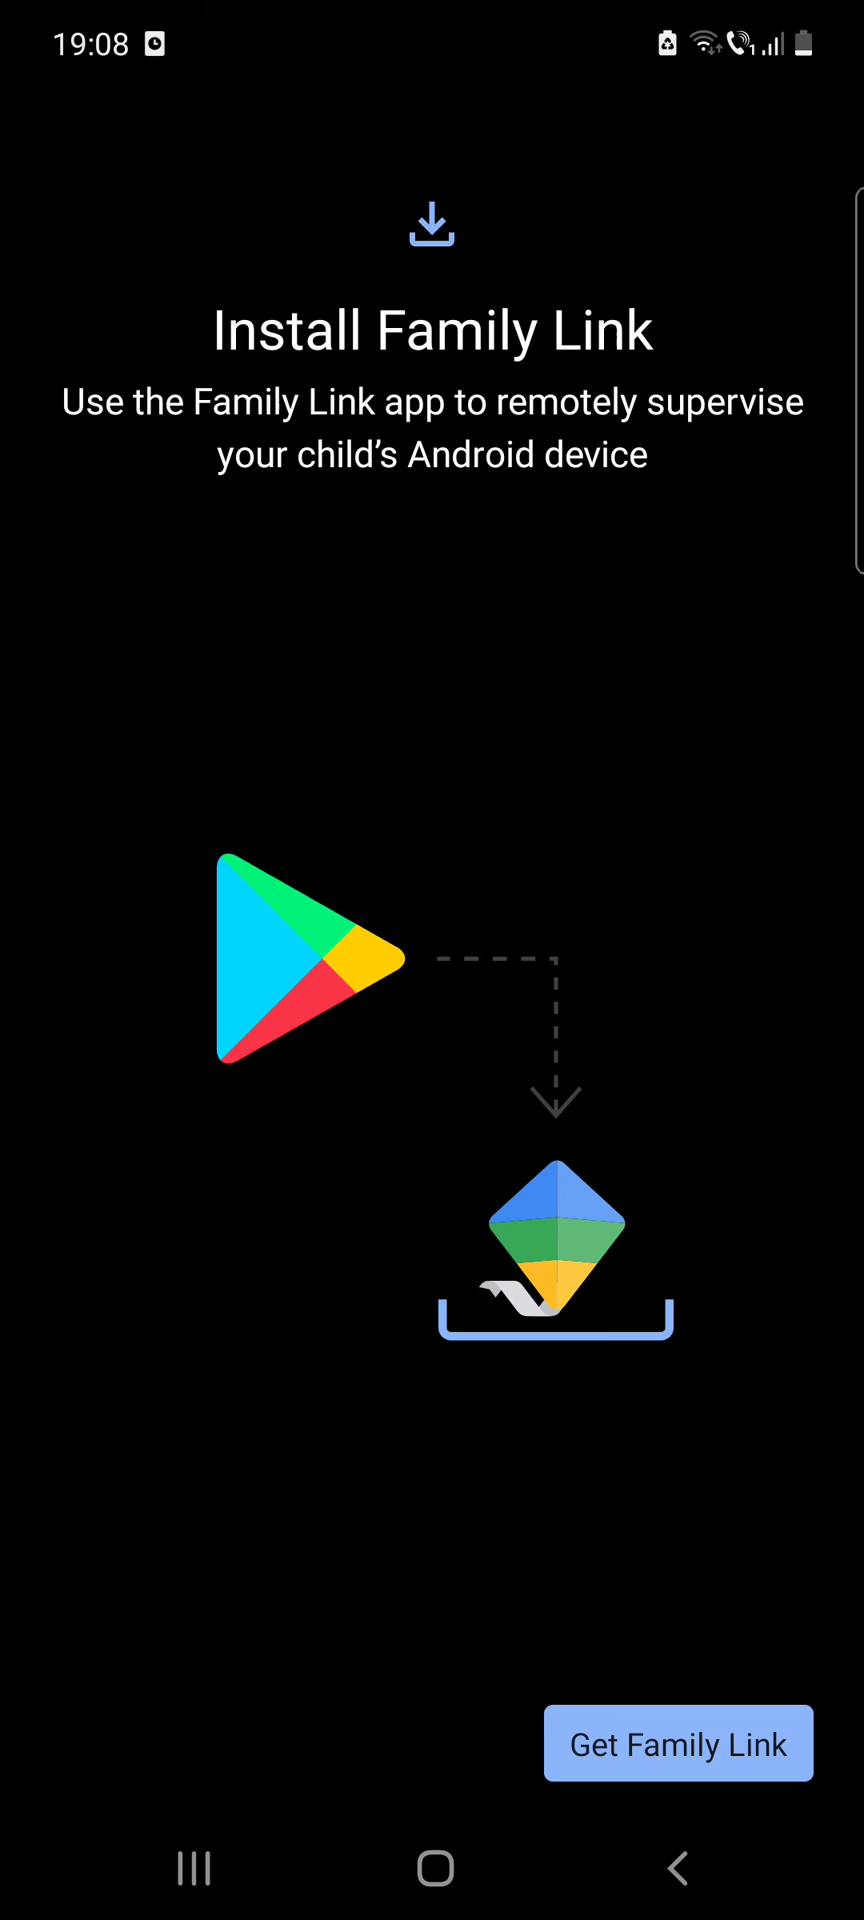 19:08
1
Install Family Link
Use the Family Link app to remotely supervise
your child’s Android device
Get Family Link